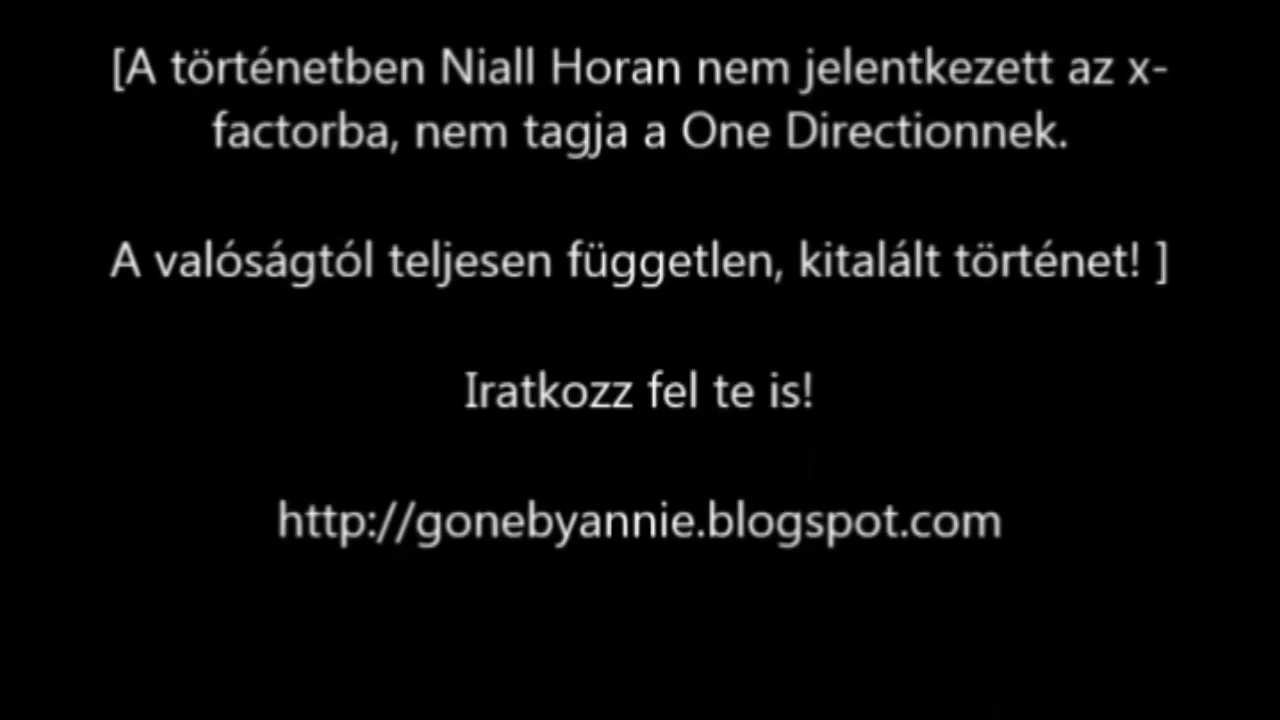 [A történetben Niall Horan nem jelentkezett az x-
factorba, nem tagja a One Directionnek.
A valóságtól teljesen független, kitalált történet! ]
Iratkozz fel te is!
http://gonebyannie.blogspot.com